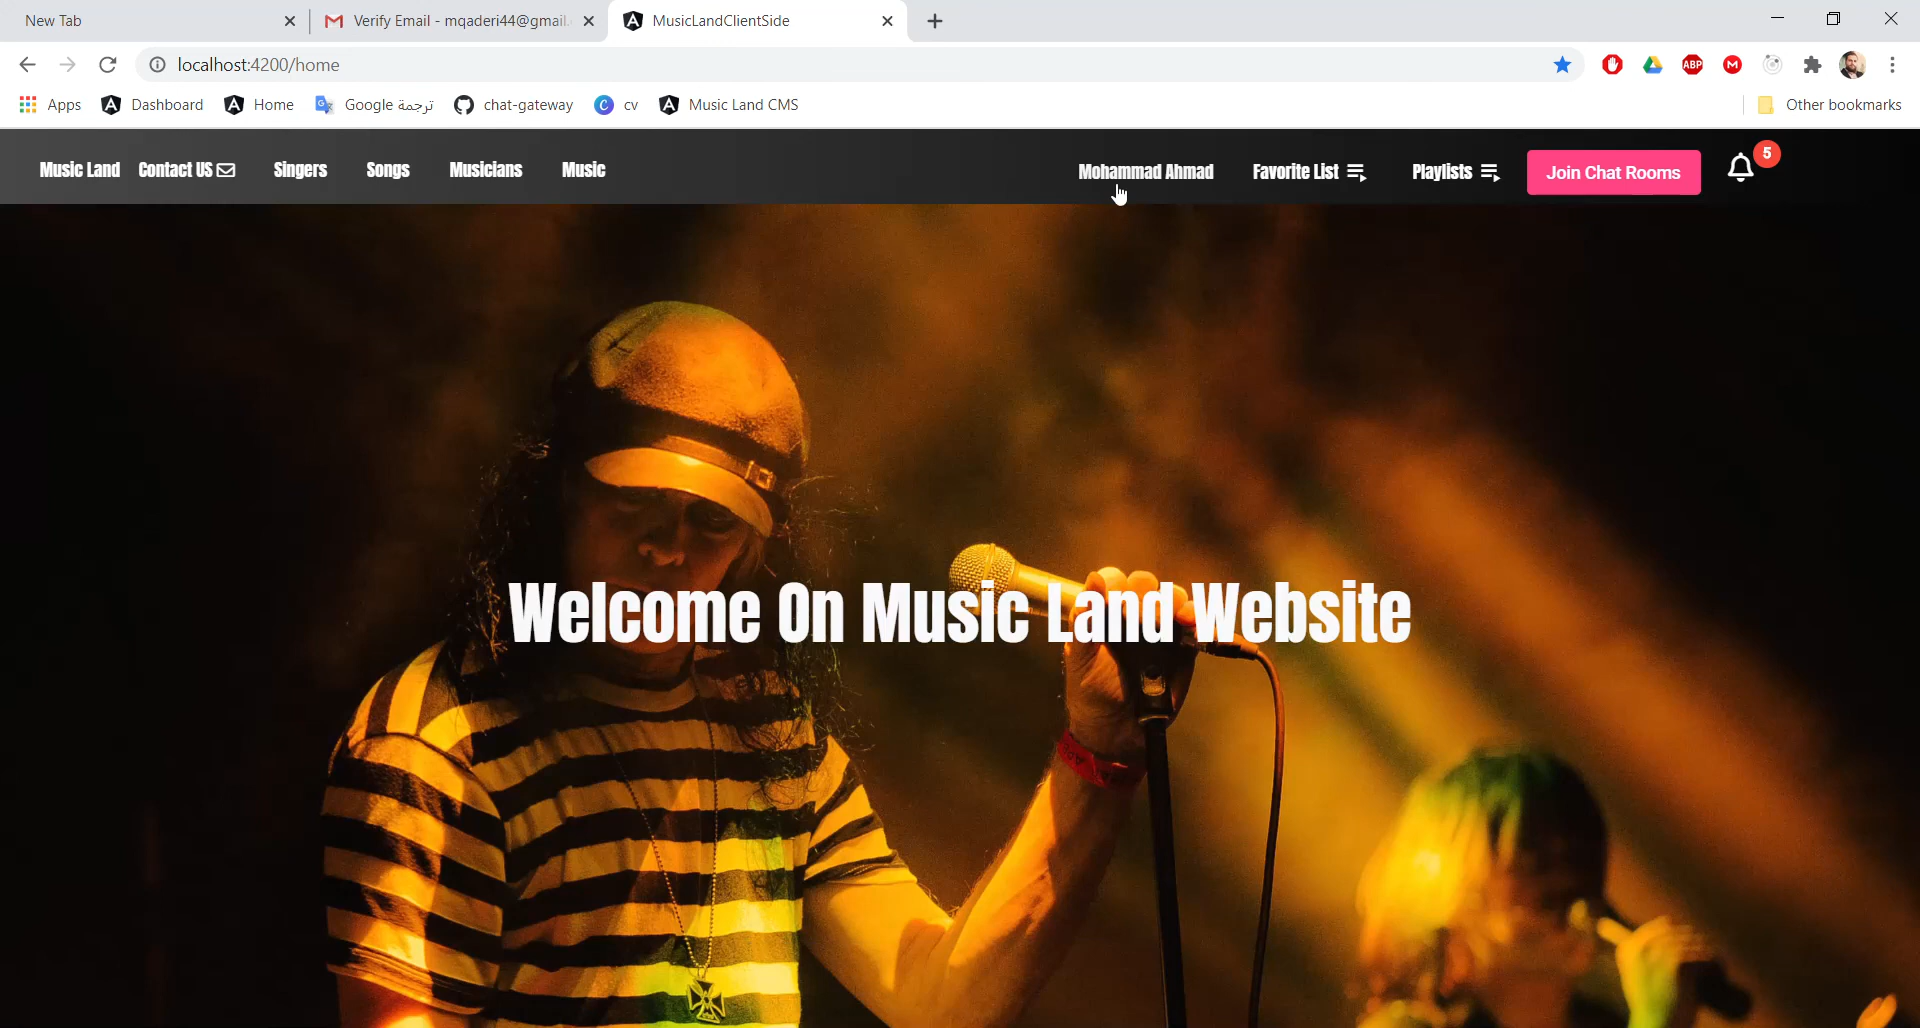 New Tab
Verify Email - mqaderi44@gmail.
MusicLandClientSide
localhost:4200/home
ABP
M
Apps
Dashboard
Home
ترجمة Google
chat-gateway
C
cv
Music Land CMS
Other bookmarks
Music Land
Contact US
Singers
Songs
Musicians
Music
Mohammad Ahmad
Favorite List
Playlists
Join Chat Rooms
5
Welcome On Music Land Website